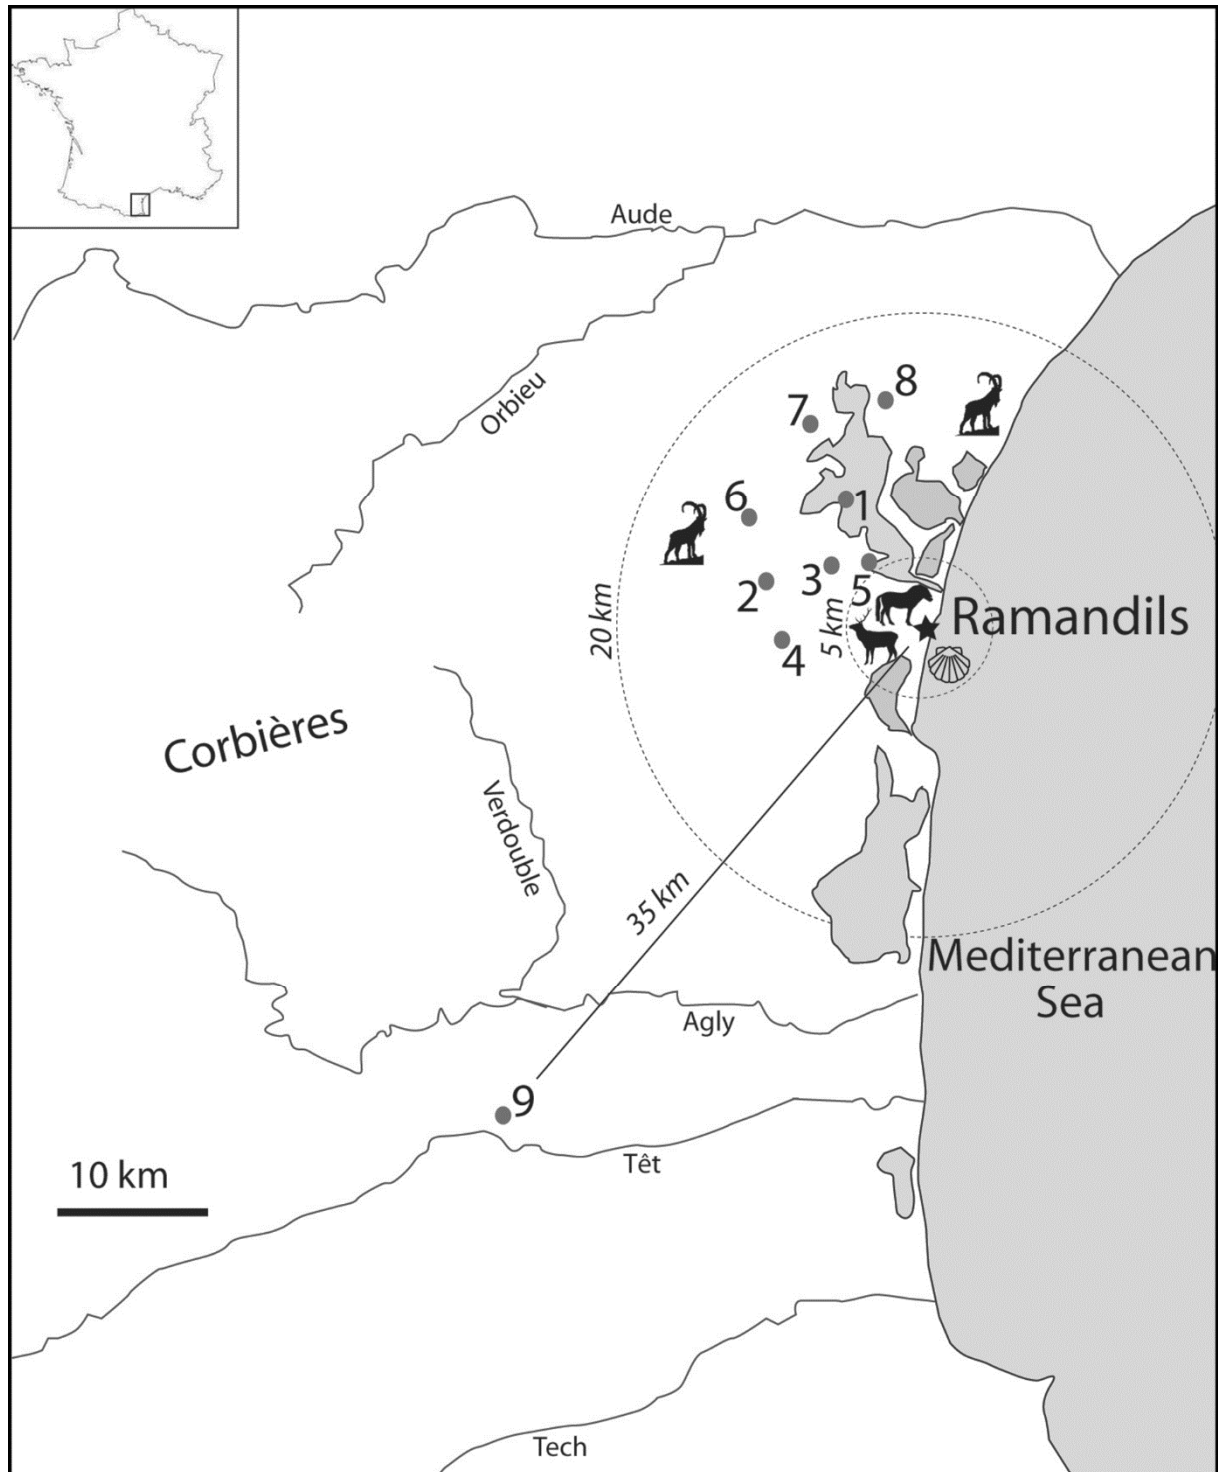 Aude
Orbieu
8
7
6
1
3
5
2
4
20 km
5 km
Ramandils
Corbières
Verdouble
35 km
Mediterranean
Sea
Agly
9
10 km
Têt
Tech